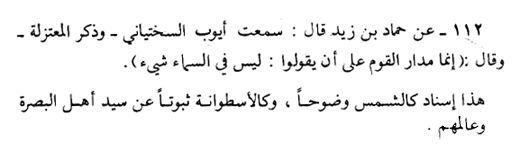 ١١٢ ـ عن حماد بن زيد قال : سمعت أيوب السختياني ـ وذكر المعتزلة ـ
وقال :(إنما مدار القوم على أن يقولوا : ليس في السماء شيء) .
هذا إسناد كالشمس وضوحاً ، وكالأسطوانة ثبوتاً عن سيد أهل البصرة
وعالمهم .